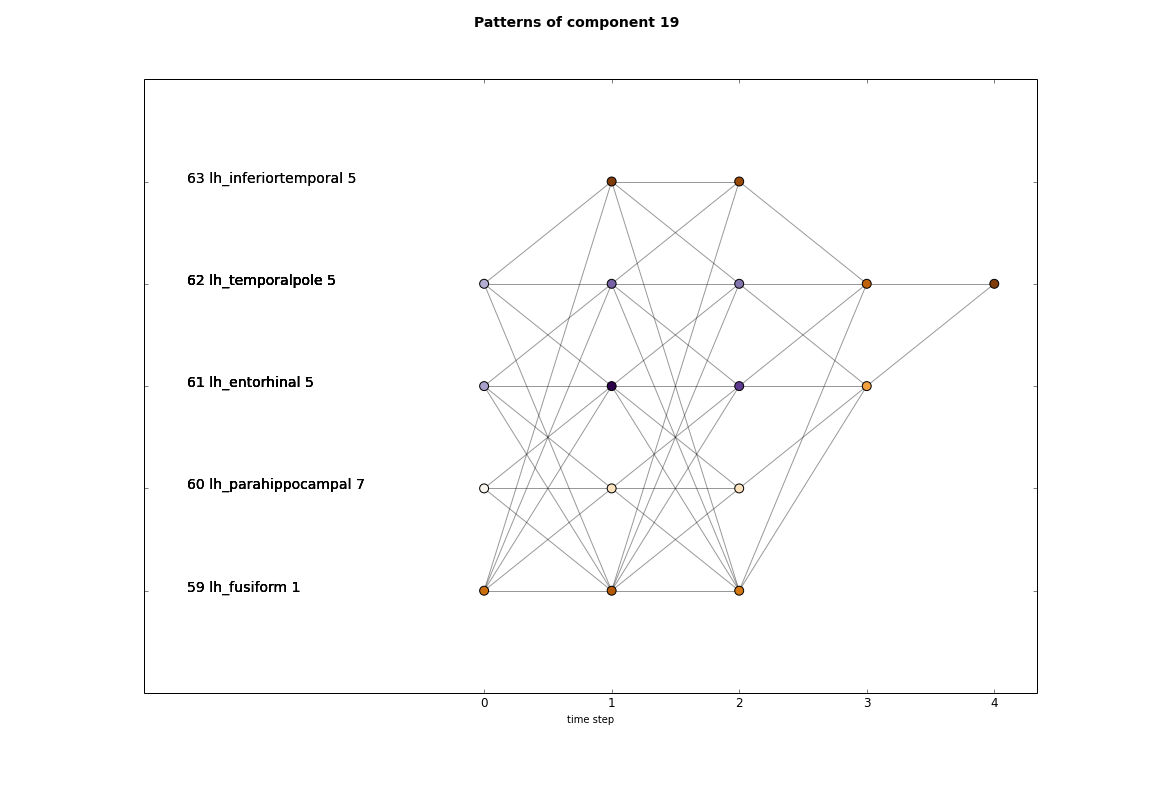 Patterns of component 19
63 lh_inferiortemporal 5
62 lh_temporalpole 5
61 lh_entorhinal 5
60 lh_parahippocampal 7
59 lh_fusiform 1
0 1 2 3 4
time step